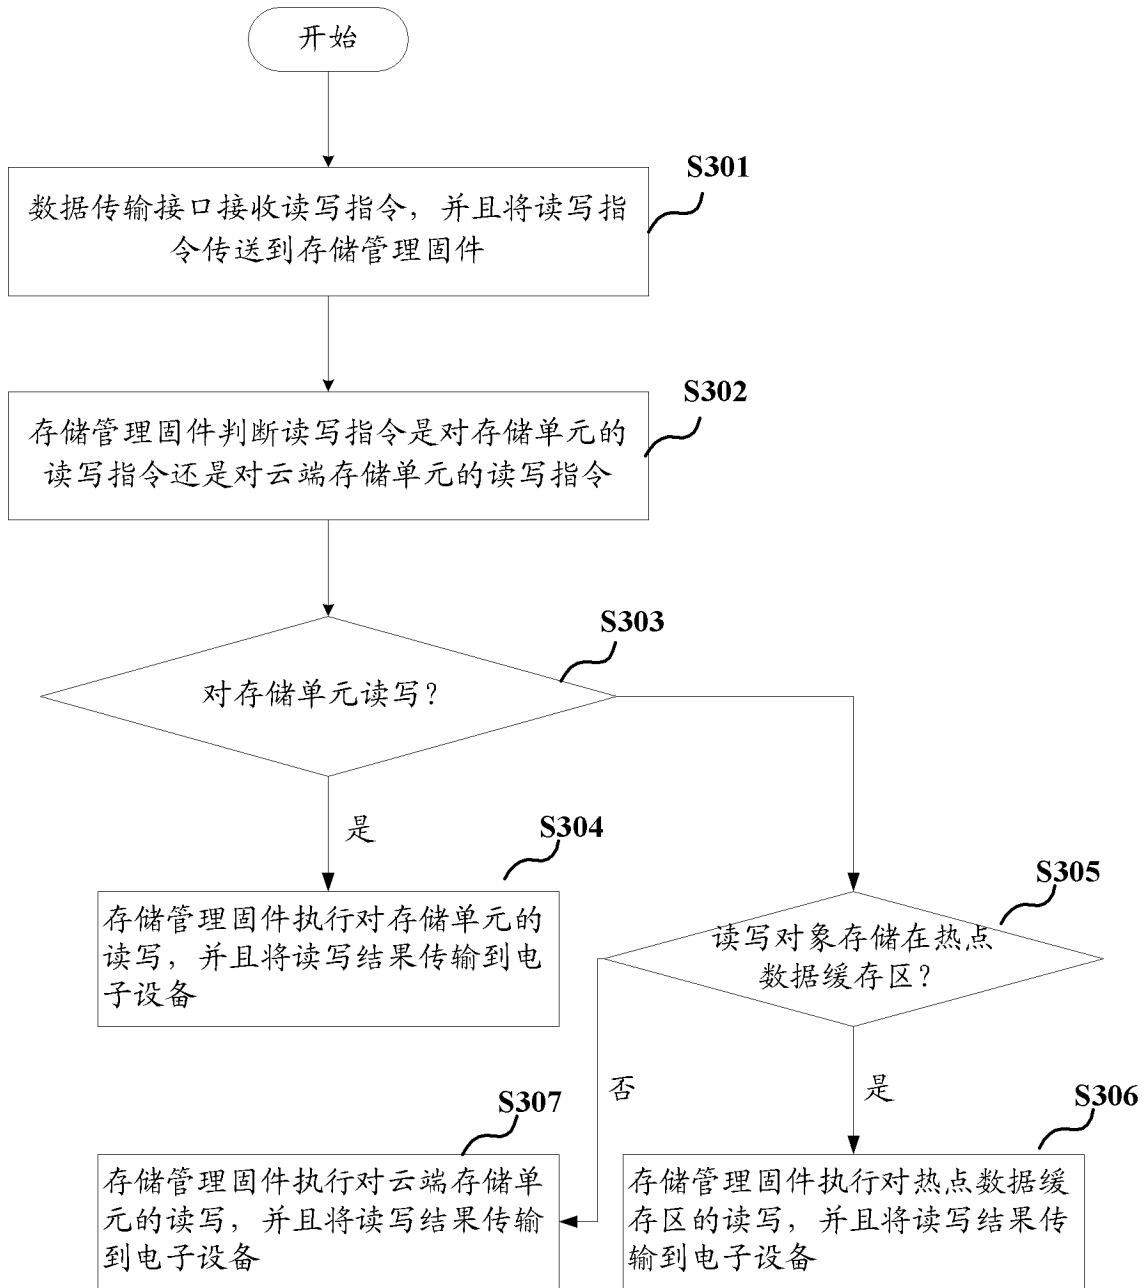 开始
S301
数据传输接口接收读写指令，并且将读写指
令传送到存储管理固件
S302
存储管理固件判断读写指令是对存储单元的
读写指令还是对云端存储单元的读写指令
S303
对存储单元读写？
是
S304
存储管理固件执行对存储单元的
读写，并且将读写结果传输到电
子设备
S305
读写对象存储在热点
数据缓存区？
否
是
S307
存储管理固件执行对云端存储单
元的读写，并且将读写结果传输
到电子设备
S306
存储管理固件执行对热点数据缓
存区的读写，并且将读写结果传
输到电子设备